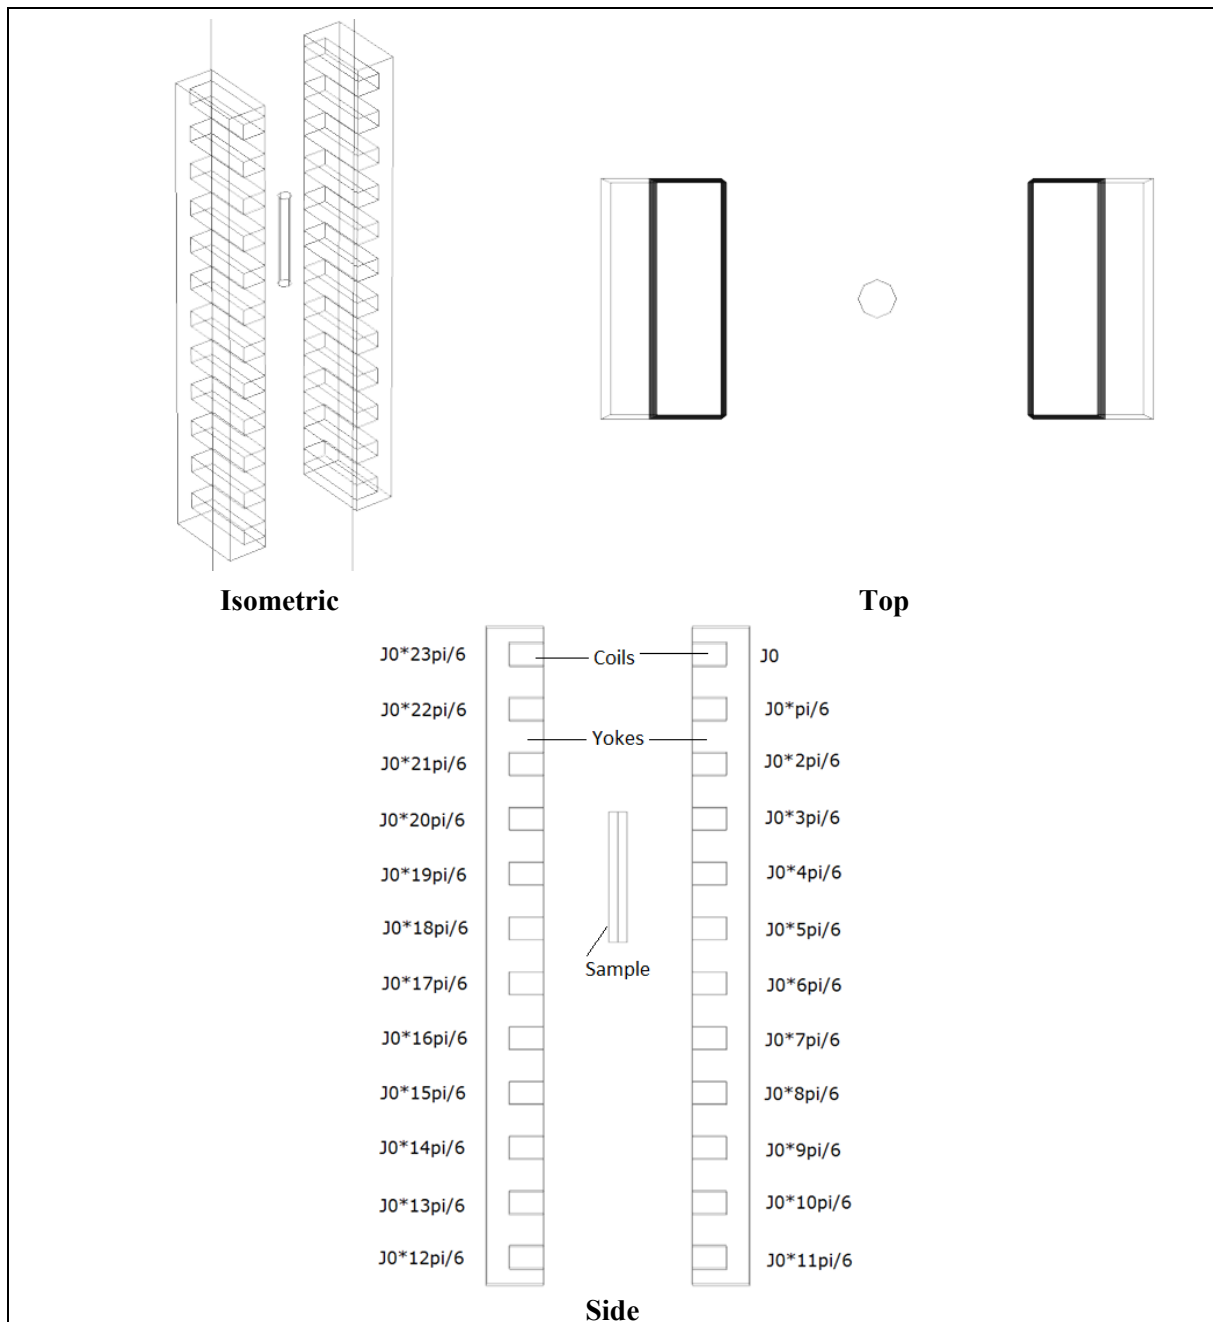 Isometric
Top
J0*23pi/6 Coils J0
J0*22pi/6 J0*pi/6
Yokes
J0*21pi/6 J0*2pi/6
J0*20pi/6 J0*3pi/6
J0*19pi/6 J0*4pi/6
J0*18pi/6 J0*5pi/6
Sample
J0*17pi/6 J0*6pi/6
J0*16pi/6 J0*7pi/6
J0*15pi/6 J0*8pi/6
J0*14pi/6 J0*9pi/6
J0*13pi/6 J0*10pi/6
J0*12pi/6 J0*11pi/6
Side